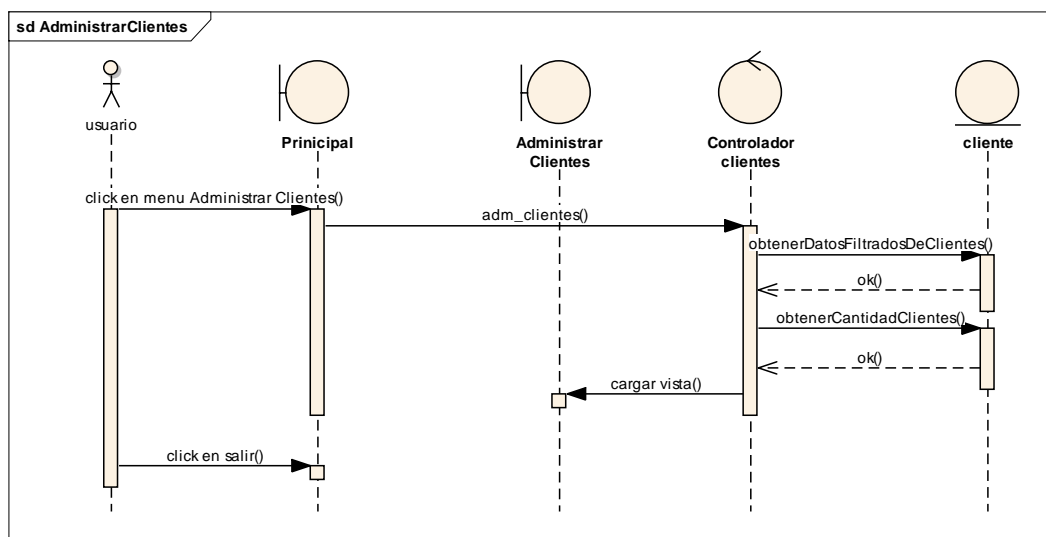 sd AdministrarClientes
usuario
Prinicipal
Administrar
Clientes
Controlador
clientes
cliente
click en menu Administrar Clientes()
adm_clientes()
obtenerDatosFiltradosDeClientes()
ok()
obtenerCantidadClientes()
ok()
cargar vista()
click en salir()